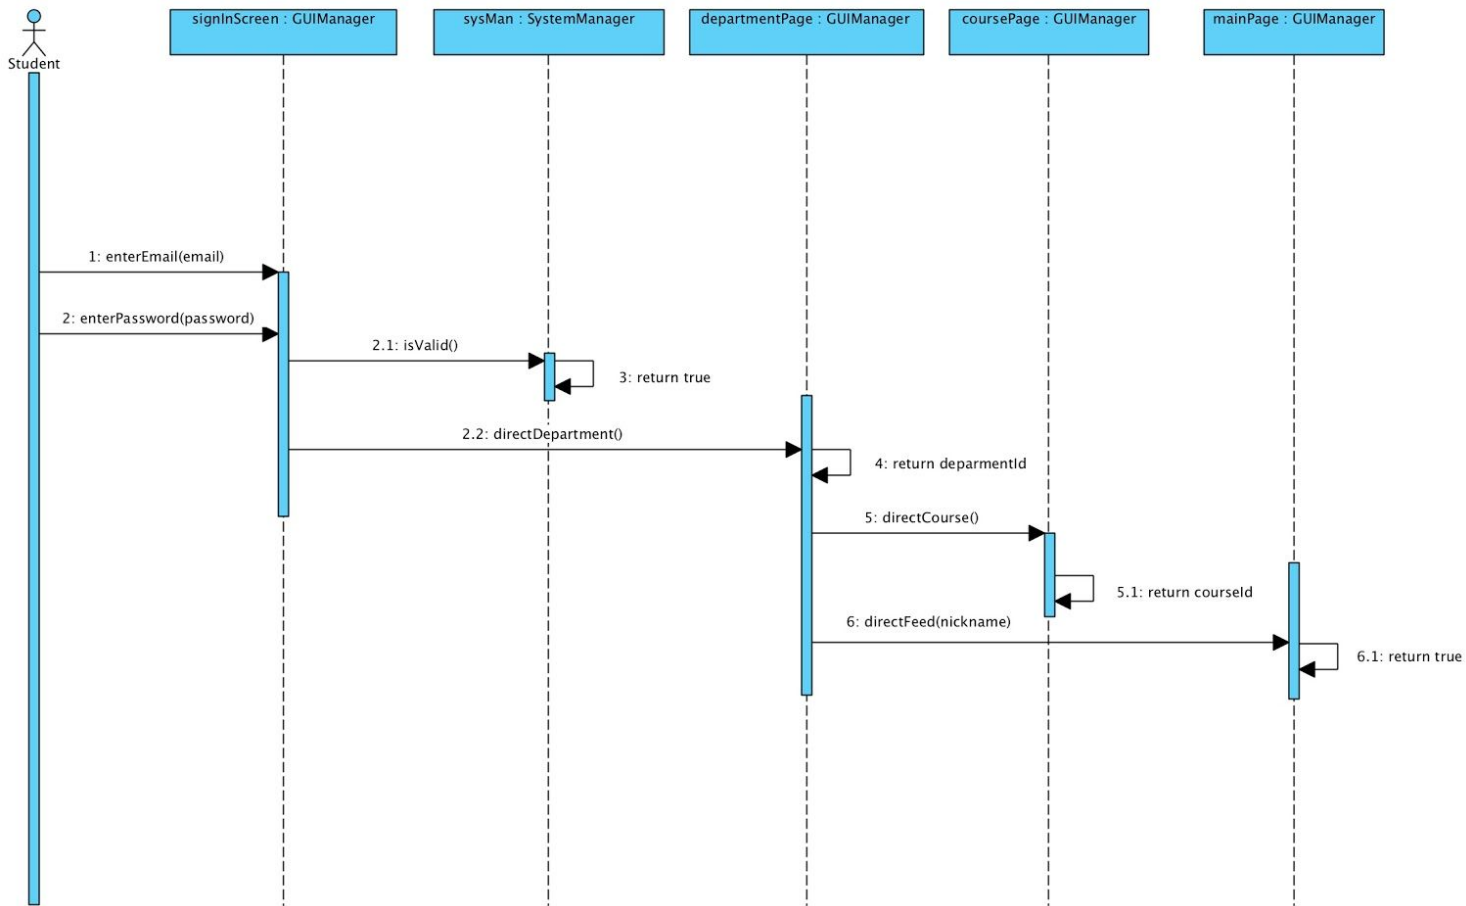 signInScreen : GUIManager
sysMan : SystemManager
departmentPage : GUIManager
coursePage : GUIManager
mainPage : GUIManager
Student
1: enterEmail(email)
2: enterPassword(password)
2.1: isValid()
3: return true
2.2: directDepartment()
4: return deparmentId
5: directCourse()
5.1: return courseId
6: directFeed(nickname)
6.1: return true